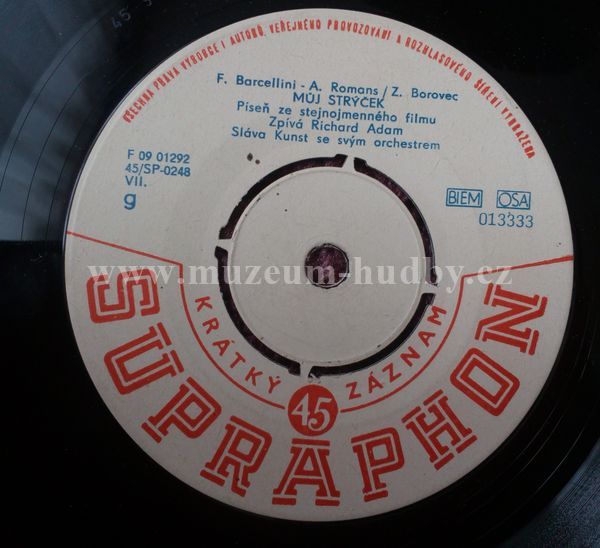 VŠECHNA PRÁVA VÝROBCE I AUTORŮ, VEŘEJNÉHO PROVOZOVÁNÍ A ROZHLASOVÉHO ŠÍŘENÍ VYHRAZENA
F. Barcellini - A. Romans / Z. Borovec
MŮJ STRÝČEK
Píseň ze stejnojmenného filmu
Zpívá Richard Adam
Sláva Kunst se svým orchestrem
F 09 01292
45/SP-0248
VII.
g
BIEM OSA
013333
www.muzeum-hudby.cz
KRÁTKÝ 45 ZÁZNAM
SUPRAPHON